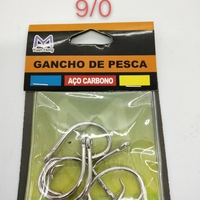 9/0
GANCHO DE PESCA
AÇO CARBONO